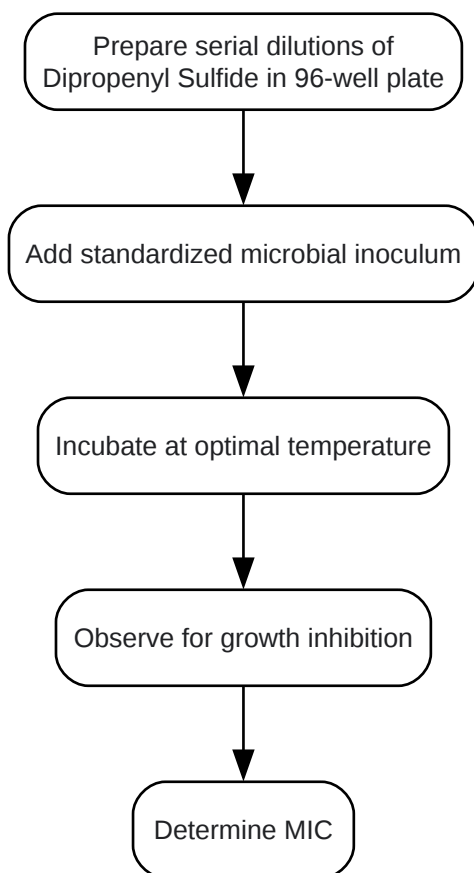 Prepare serial dilutions of
Dipropenyl Sulfide in 96-well plate
Add standardized microbial inoculum
Incubate at optimal temperature
Observe for growth inhibition
Determine MIC